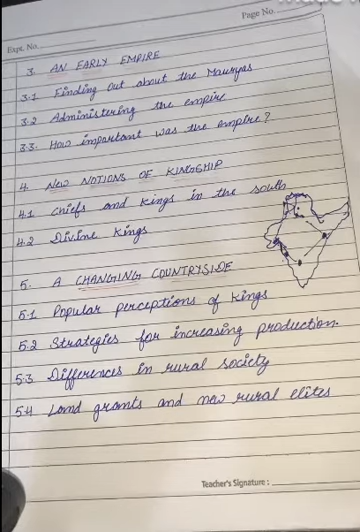 Page No.
Expt. No.
3. AN EARLY EMPIRE
3.1 Finding out about the Mauryas
3.2 Administering the empire
3.3. How important was the empire?
4. NEW NOTIONS OF KINGSHIP
4.1 Chiefs and Kings in the south
4.2 Divine Kings
5. A CHANGING COUNTRYSIDE
5.1 Popular perceptions of Kings
5.2 Strategies for increasing production.
5.3 Differences in rural society
5.4 Land grants and new rural elites
Teacher's Signature :